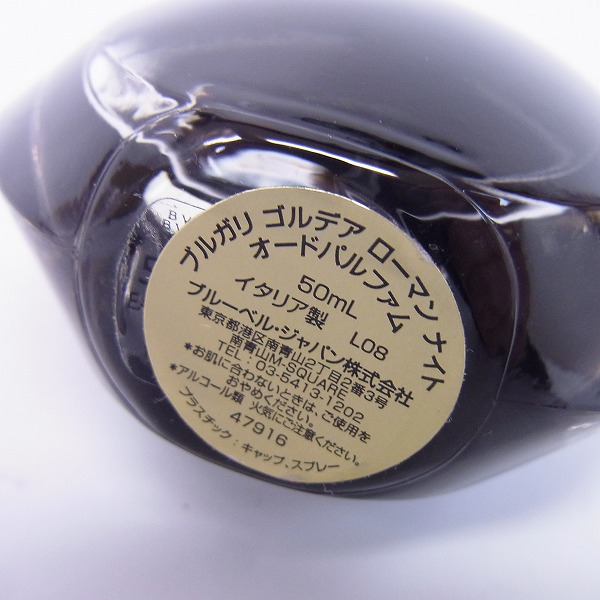 ブルガリ ゴルデア ローマン ナイト
オードパルファム
50mL
イタリア製 L08
ブルーベル・ジャパン株式会社
東京都港区南青山2丁目2番3号
南青山M-SQUARE
TEL：03-5413-1202
*お肌に合わないときは、ご使用を
おやめください。
*アルコール類 火気にご注意ください。
プラスチック：キャップ、スプレー
47916